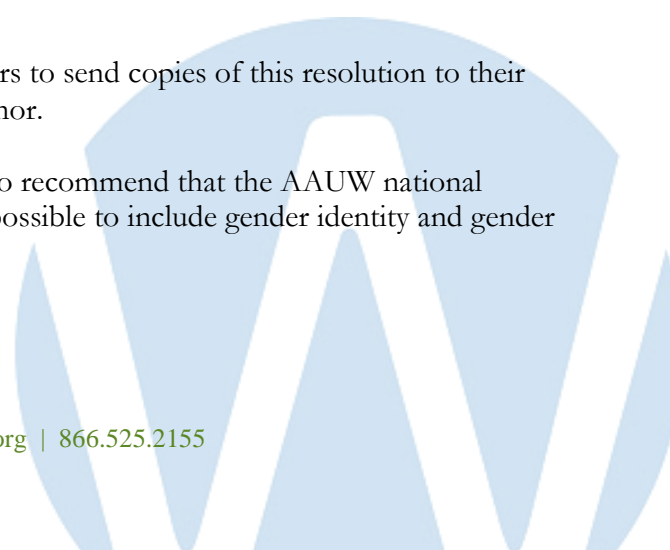 rs to send copies of this resolution to their
nor.
o recommend that the AAUW national
possible to include gender identity and gender
org | 866.525.2155